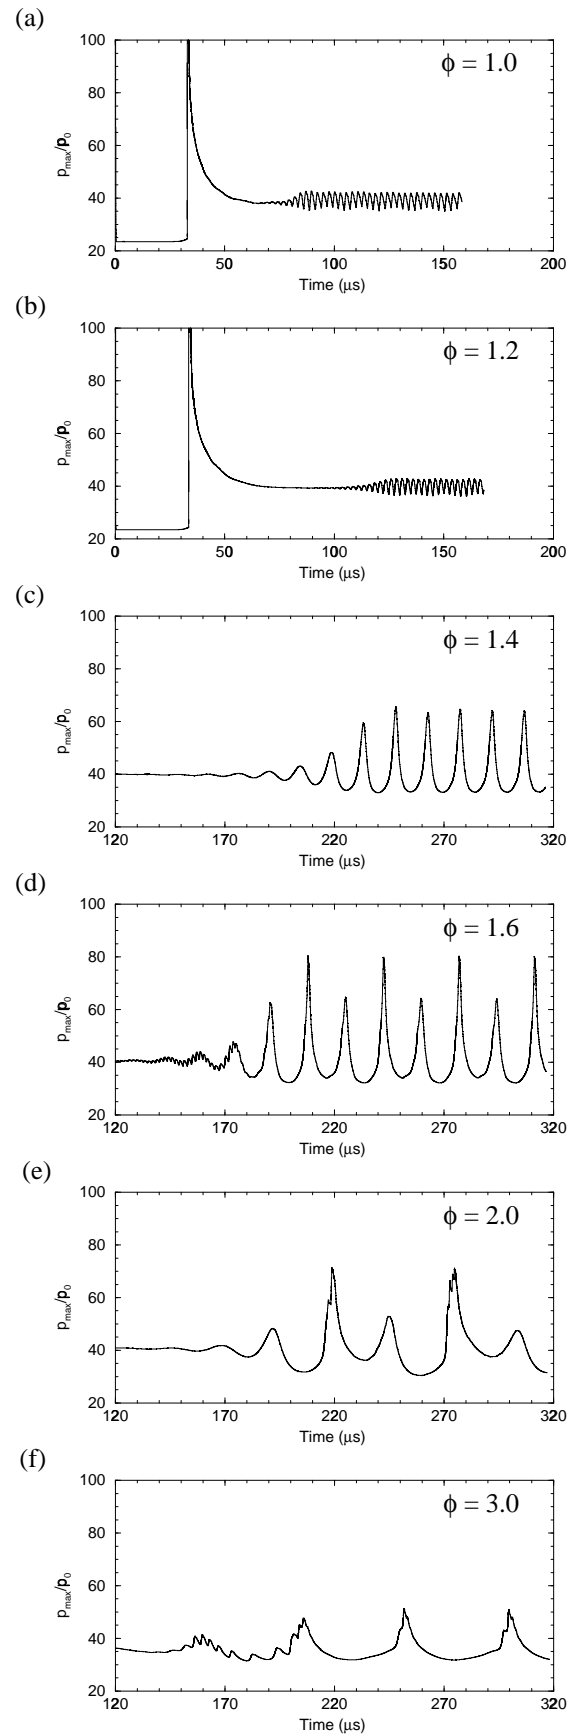 (a)
100
80
60
40
20
p_max/p_0
ϕ = 1.0
0 50 100 150 200
Time (μs)
(b)
100
80
60
40
20
p_max/p_0
ϕ = 1.2
0 50 100 150 200
Time (μs)
(c)
100
80
60
40
20
p_max/p_0
ϕ = 1.4
120 170 220 270 320
Time (μs)
(d)
100
80
60
40
20
p_max/p_0
ϕ = 1.6
120 170 220 270 320
Time (μs)
(e)
100
80
60
40
20
p_max/p_0
ϕ = 2.0
120 170 220 270 320
Time (μs)
(f)
100
80
60
40
20
p_max/p_0
ϕ = 3.0
120 170 220 270 320
Time (μs)